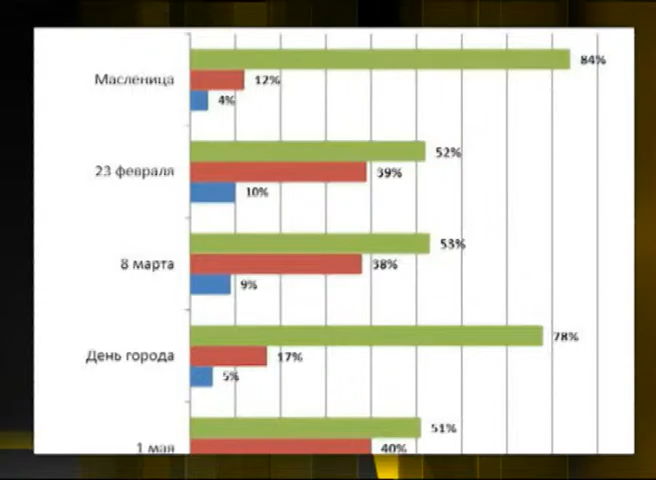 84%
Масленица
12%
4%
52%
23 февраля
39%
10%
53%
8 марта
38%
9%
78%
День города
17%
5%
51%
1 мая
40%